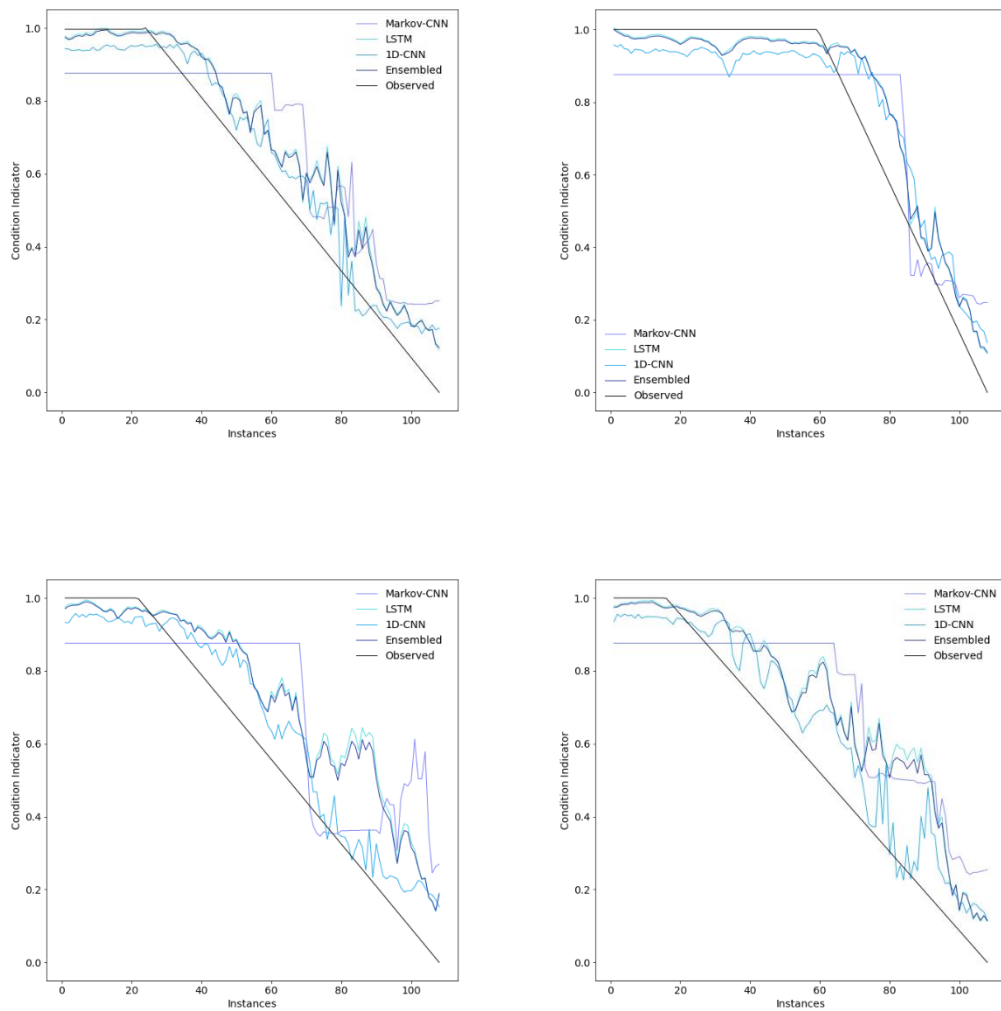 Markov-CNN
LSTM
1D-CNN
Ensembled
Observed
1.0
0.8
0.6
0.4
0.2
0.0
Condition Indicator
0 20 40 60 80 100
Instances
1.0
0.8
0.6
0.4
0.2
0.0
Condition Indicator
Markov-CNN
LSTM
1D-CNN
Ensembled
Observed
0 20 40 60 80 100
Instances
Markov-CNN
LSTM
1D-CNN
Ensembled
Observed
1.0
0.8
0.6
0.4
0.2
0.0
Condition Indicator
0 20 40 60 80 100
Instances
Markov-CNN
LSTM
1D-CNN
Ensembled
Observed
1.0
0.8
0.6
0.4
0.2
0.0
Condition Indicator
0 20 40 60 80 100
Instances